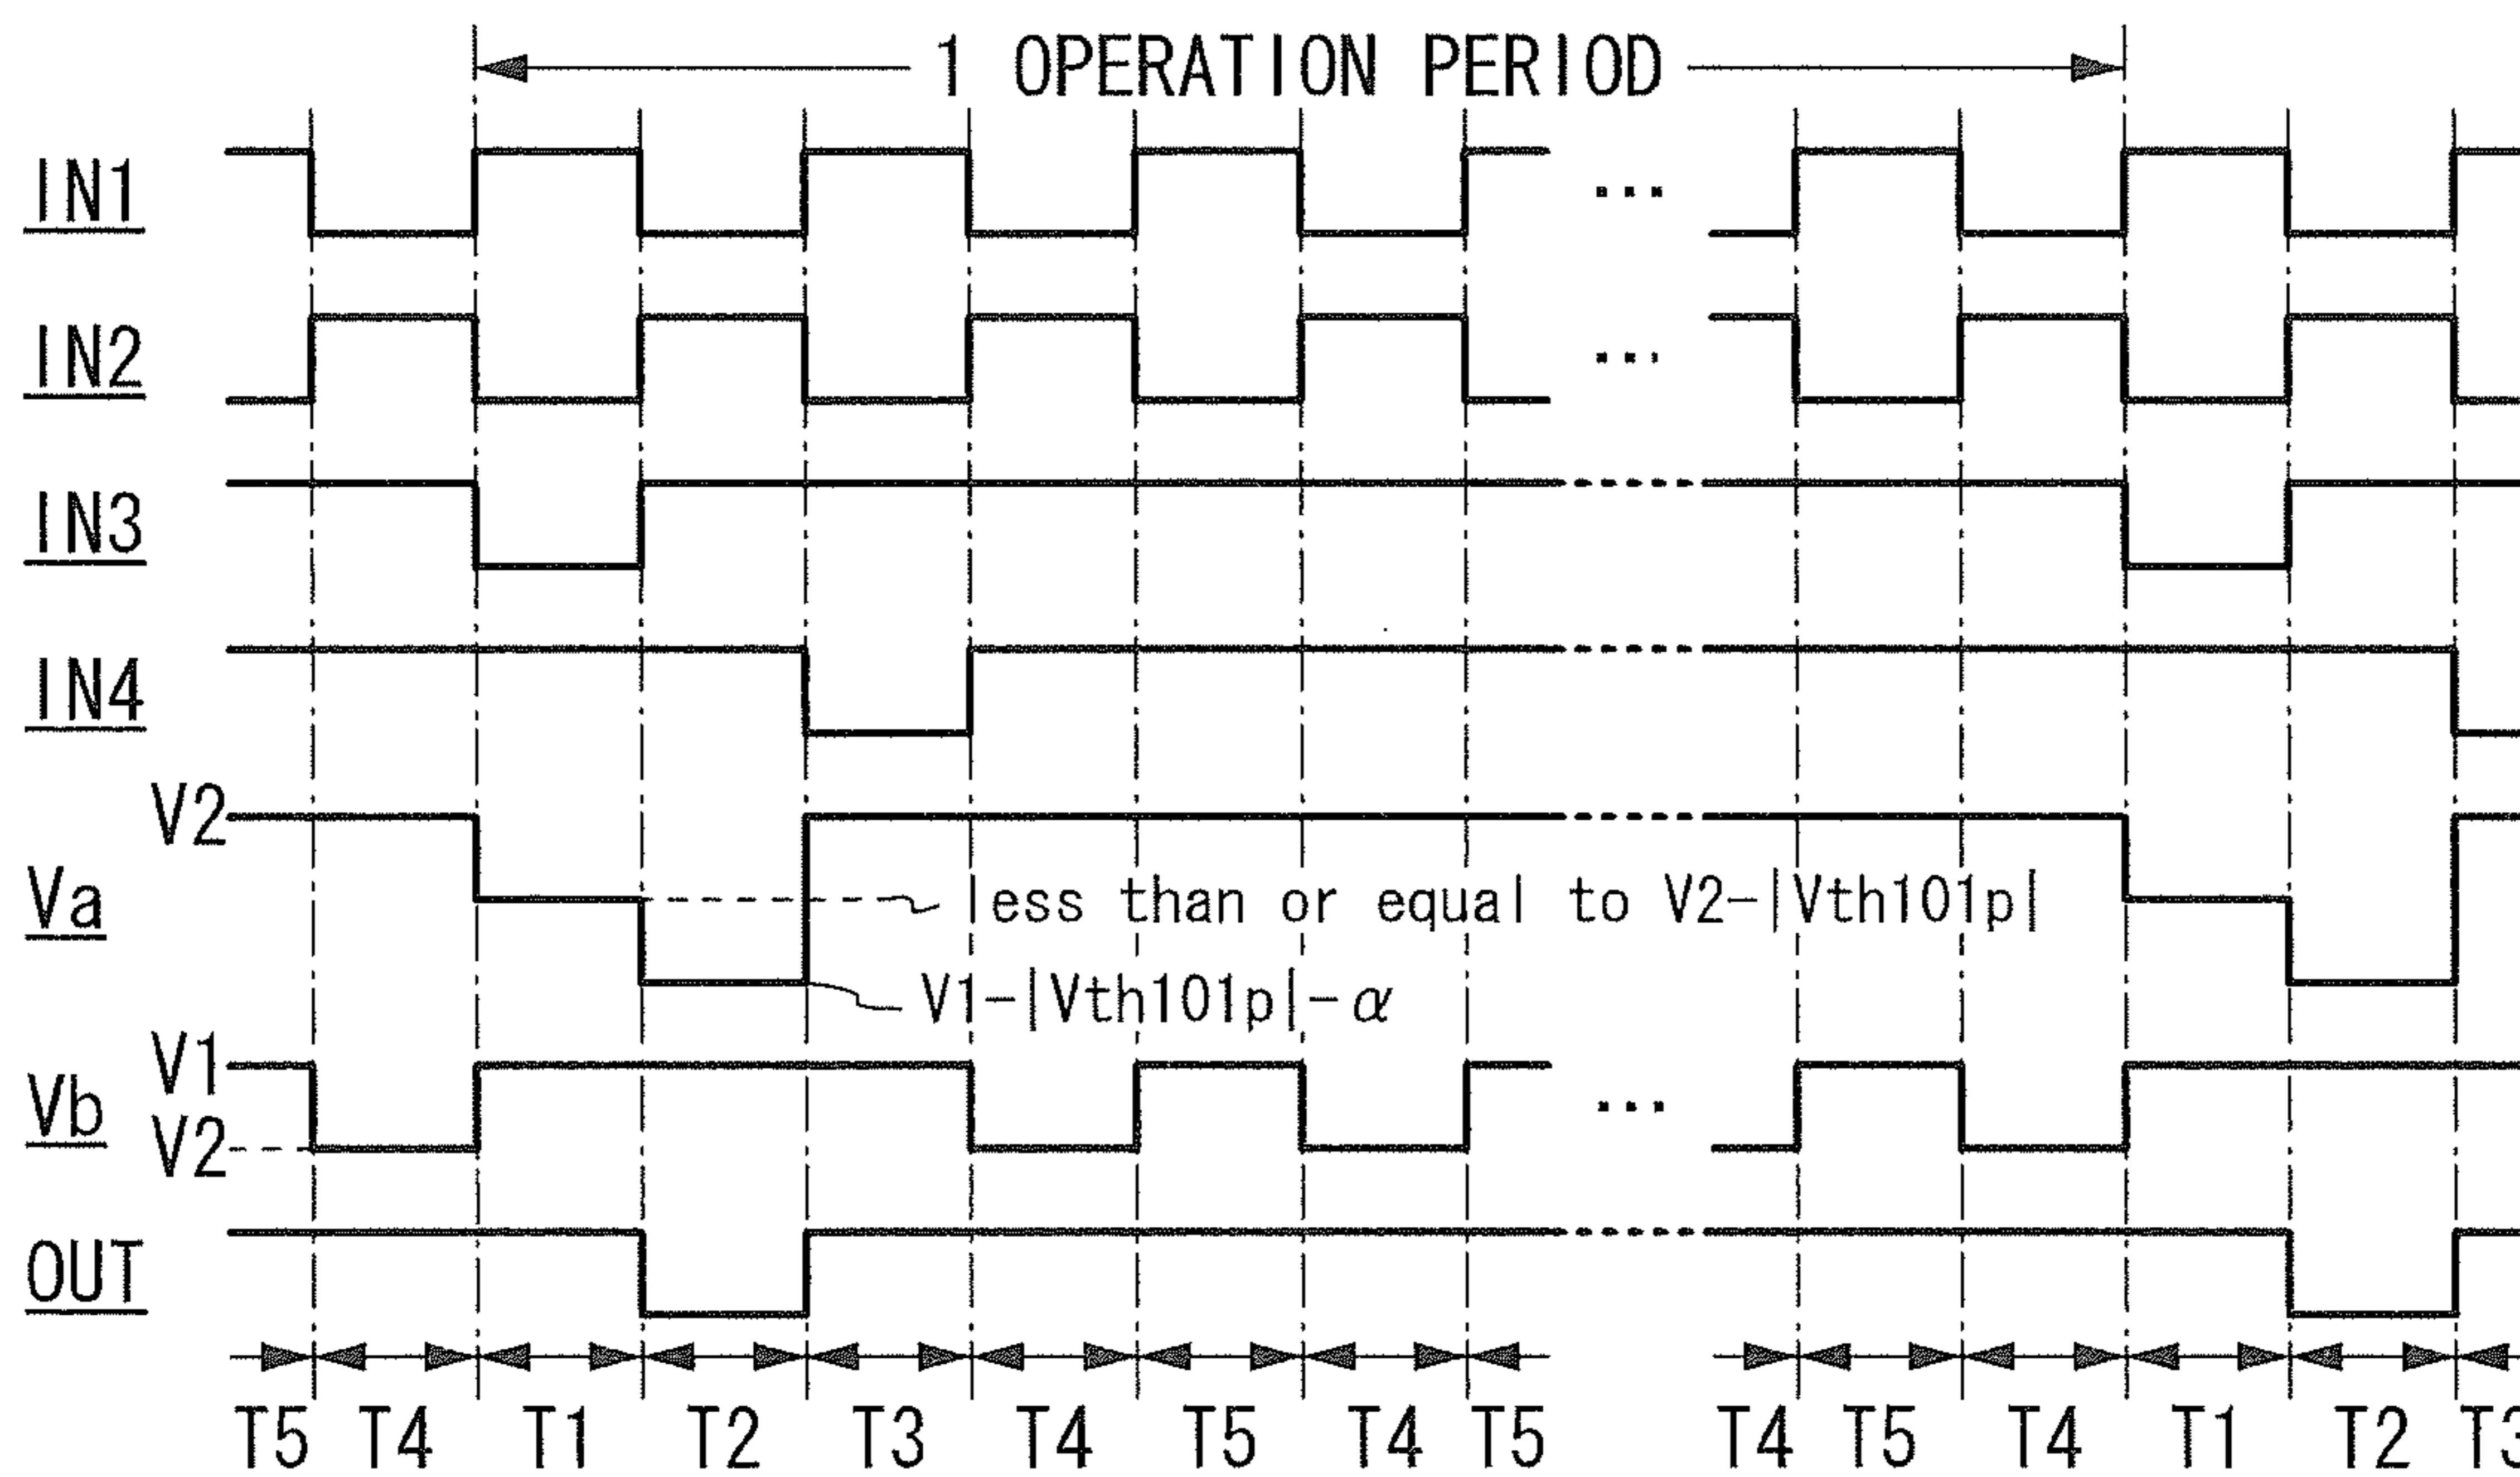 1 OPERATION PERIOD
IN1
...
IN2
...
IN3
IN4
V2
Va
less than or equal to V2-|Vth101p|
V1-|Vth101p|-α
V1
Vb
V2
...
OUT
T5 T4 T1 T2 T3 T4 T5 T4 T5 T4 T5 T4 T1 T2 T3